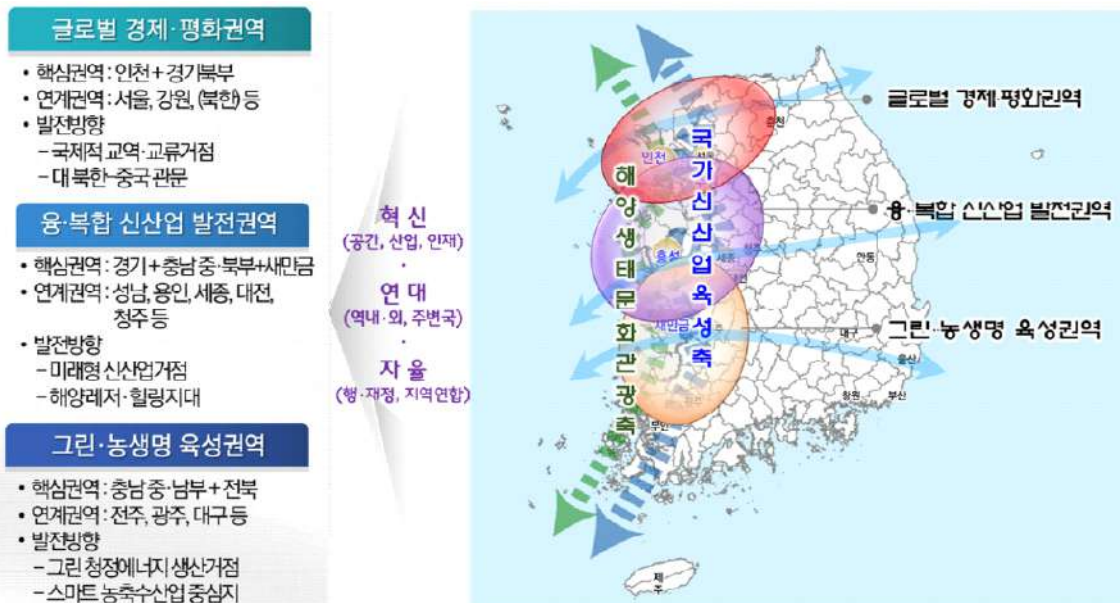 글로벌 경제·평화권역
• 핵심권역 : 인천 + 경기북부
• 연계권역 : 서울, 강원, (북한) 등
• 발전방향
– 국제적 교역·교류거점
– 대 북한-중국 관문
융·복합 신산업 발전권역
• 핵심권역 : 경기 + 충남 중·북부+새만금
• 연계권역 : 성남, 용인, 세종, 대전,
청주 등
• 발전방향
– 미래형 신산업거점
– 해양레저·힐링지대
그린·농생명 육성권역
• 핵심권역 : 충남 중·남부 + 전북
• 연계권역 : 전주, 광주, 대구 등
• 발전방향
– 그린 청정에너지 생산거점
– 스마트 농축수산업 중심지
혁신
(공간, 산업, 인재)
·
연대
(역내·외, 주변국)
·
자율
(행·재정, 지역연합)
글로벌 경제·평화권역
융·복합 신산업 발전권역
그린·농생명 육성권역
해양생태문화관광축
국가신산업육성축
춘천
인천
홍성
세종
안동
새만금
대구
울산
창원
부산
무안
제주